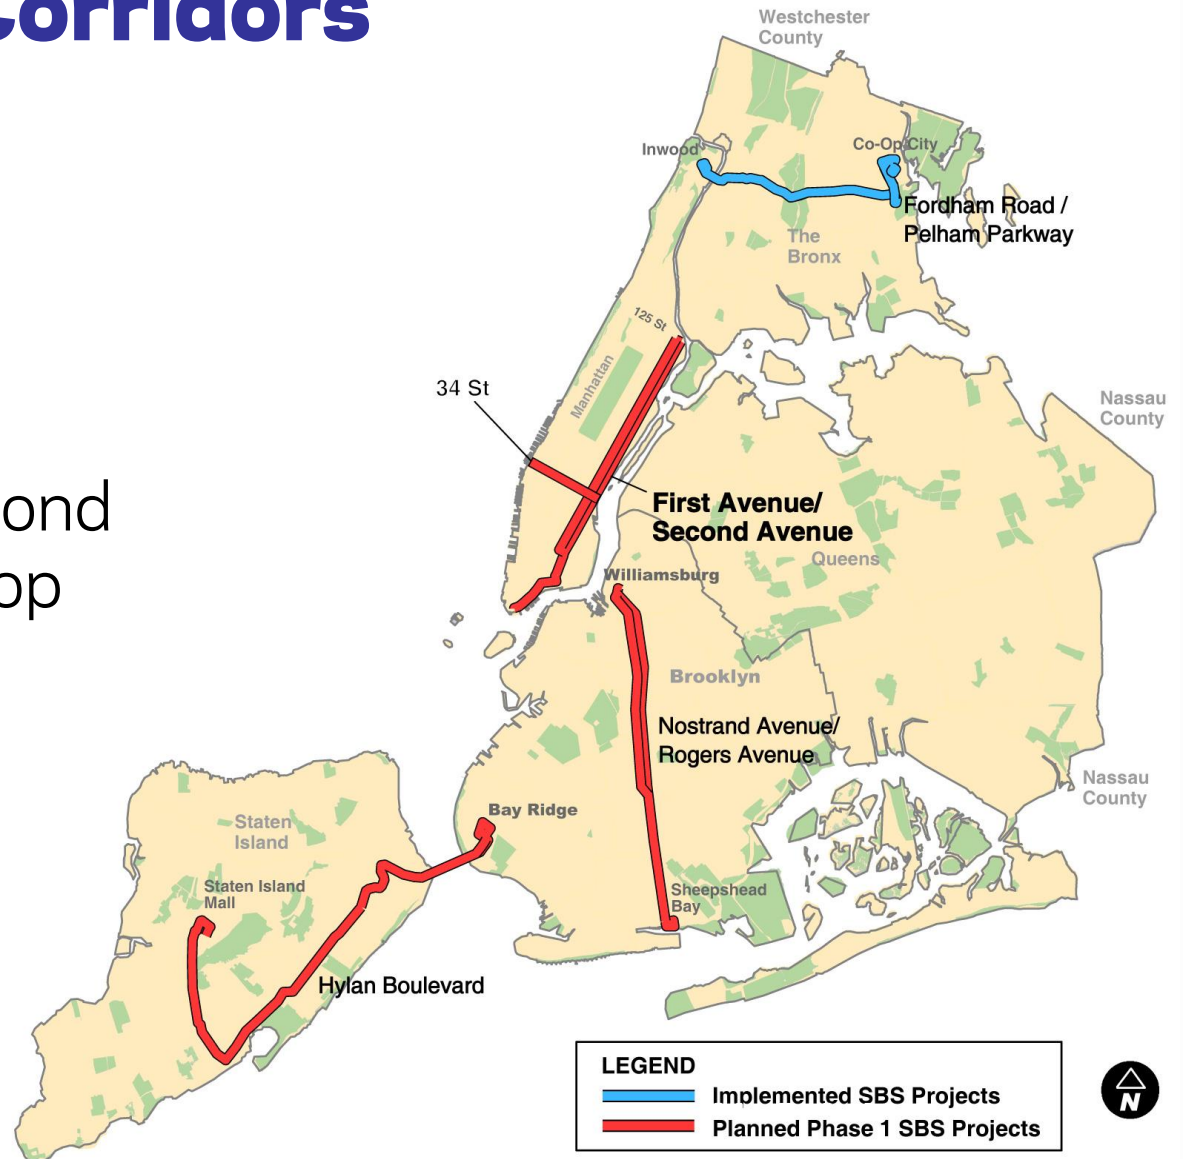 Corridors
Westchester
County
Inwood
Co-Op City
Fordham Road /
Pelham Parkway
The
Bronx
125 St
Manhattan
34 St
Nassau
County
ond
op
First Avenue/
Second Avenue
Queens
Williamsburg
Brooklyn
Nostrand Avenue/
Rogers Avenue
Nassau
County
Bay Ridge
Staten
Island
Staten Island
Mall
Sheepshead
Bay
Hylan Boulevard
LEGEND
Implemented SBS Projects
Planned Phase 1 SBS Projects
N